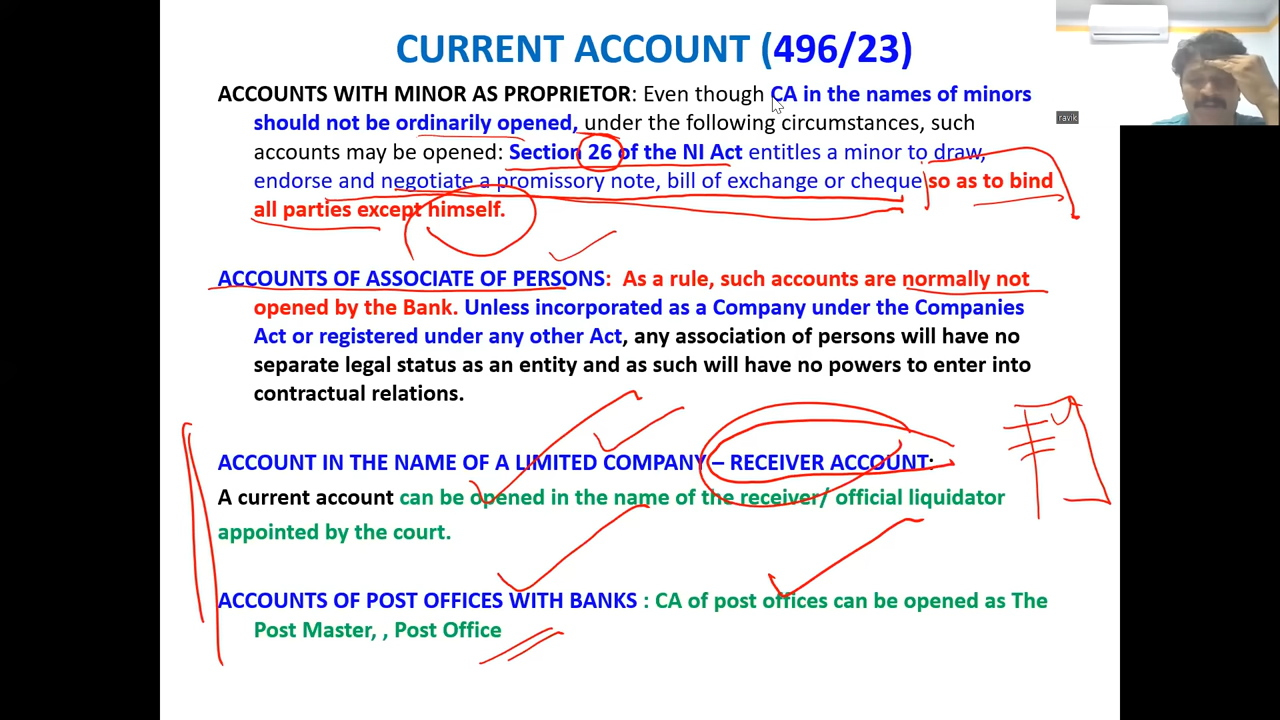 CURRENT ACCOUNT (496/23)
ACCOUNTS WITH MINOR AS PROPRIETOR: Even though CA in the names of minors
should not be ordinarily opened, under the following circumstances, such
accounts may be opened: Section 26 of the NI Act entitles a minor to draw,
endorse and negotiate a promissory note, bill of exchange or cheque so as to bind
all parties except himself.
ACCOUNTS OF ASSOCIATE OF PERSONS: As a rule, such accounts are normally not
opened by the Bank. Unless incorporated as a Company under the Companies
Act or registered under any other Act, any association of persons will have no
separate legal status as an entity and as such will have no powers to enter into
contractual relations.
ACCOUNT IN THE NAME OF A LIMITED COMPANY – RECEIVER ACCOUNT:
A current account can be opened in the name of the receiver/ official liquidator
appointed by the court.
ACCOUNTS OF POST OFFICES WITH BANKS : CA of post offices can be opened as The
Post Master, , Post Office
ravik